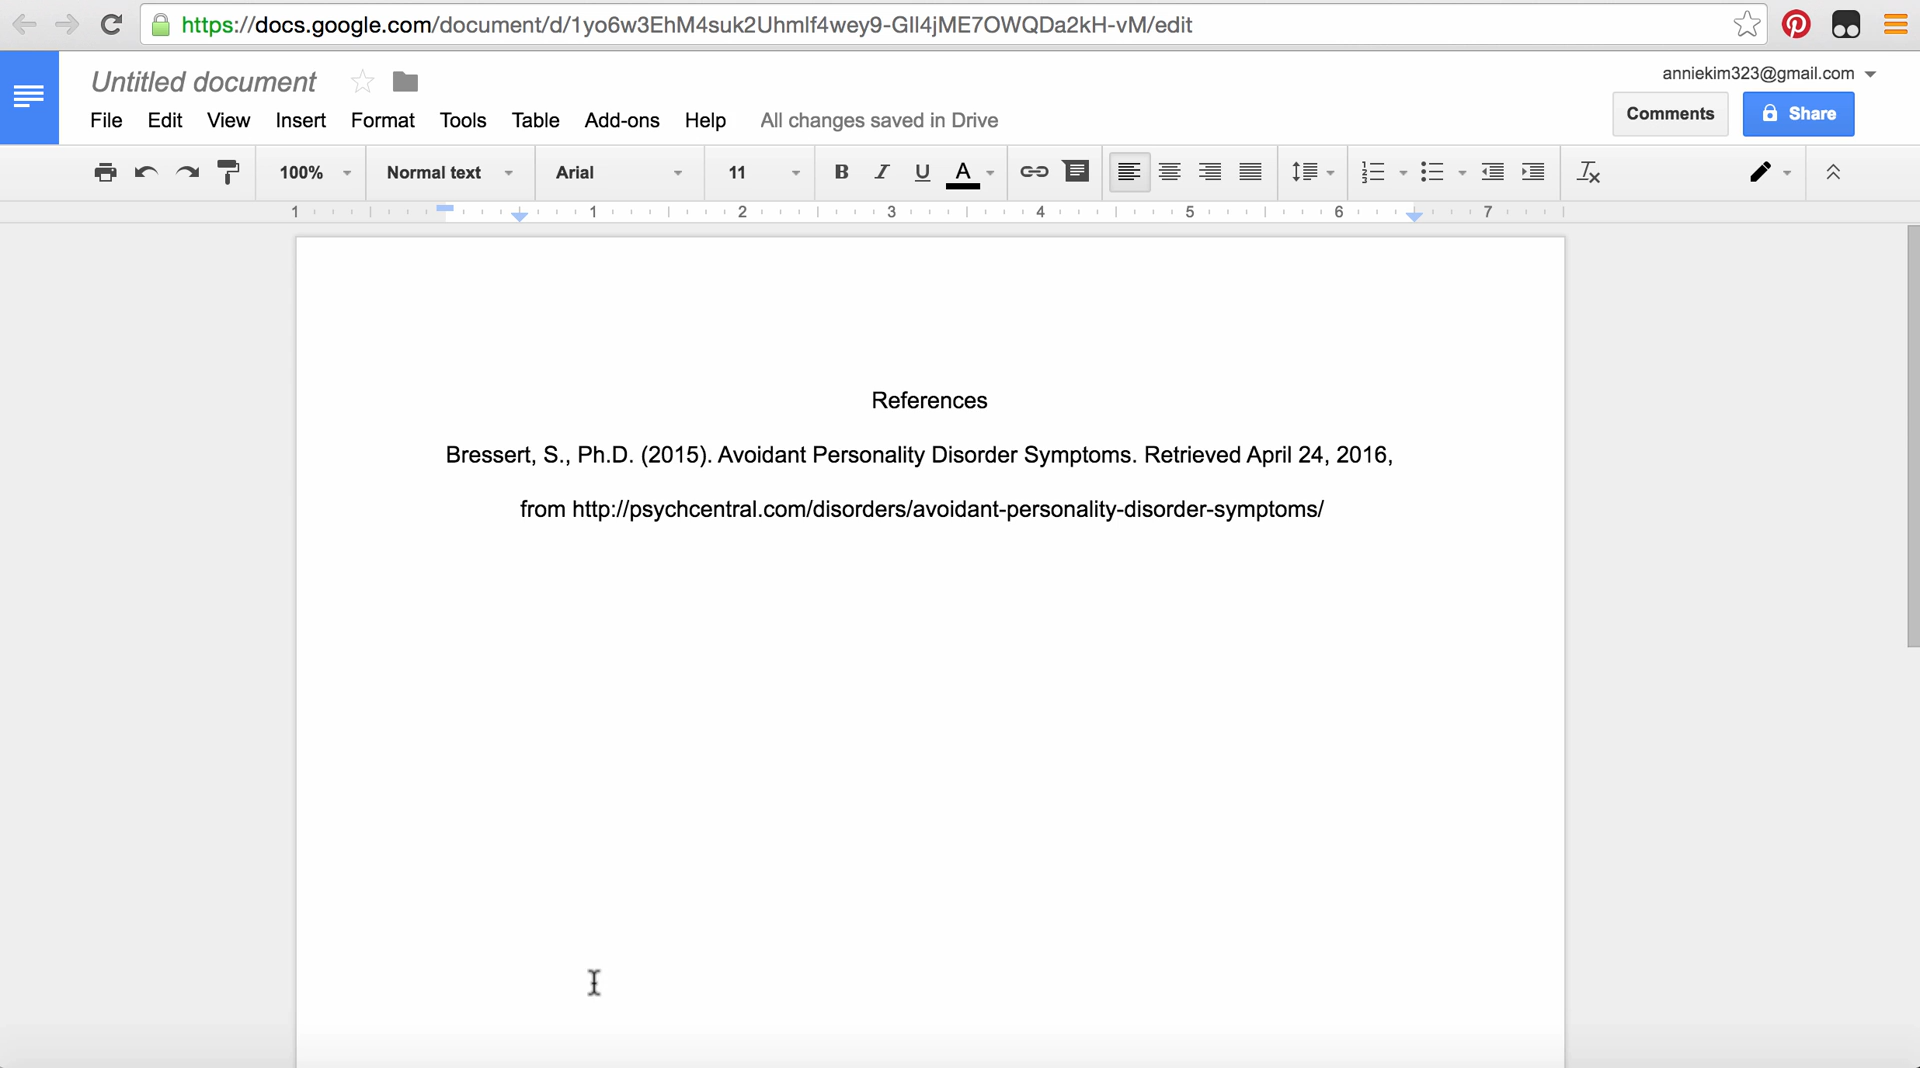 https://docs.google.com/document/d/1yo6w3EhM4suk2Uhmlf4wey9-Gll4jME7OWQDa2kH-vM/edit
Untitled document
anniekim323@gmail.com
File Edit View Insert Format Tools Table Add-ons Help All changes saved in Drive
Comments Share
100% Normal text Arial 11 B I U A
1 1 2 3 4 5 6 7
References
Bressert, S., Ph.D. (2015). Avoidant Personality Disorder Symptoms. Retrieved April 24, 2016,
from http://psychcentral.com/disorders/avoidant-personality-disorder-symptoms/